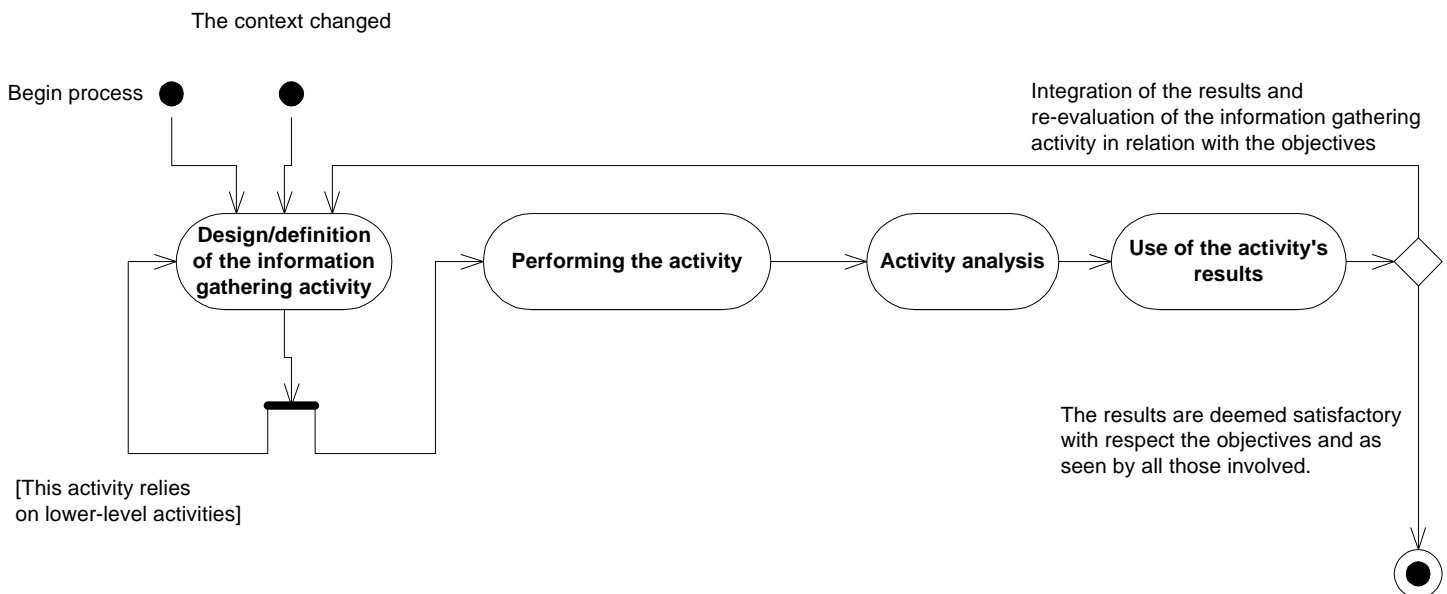 The context changed
Begin process
Integration of the results and
re-evaluation of the information gathering
activity in relation with the objectives
Design/definition
of the information
gathering activity
Performing the activity
Activity analysis
Use of the activity's
results
The results are deemed satisfactory
with respect the objectives and as
seen by all those involved.
[This activity relies
on lower-level activities]